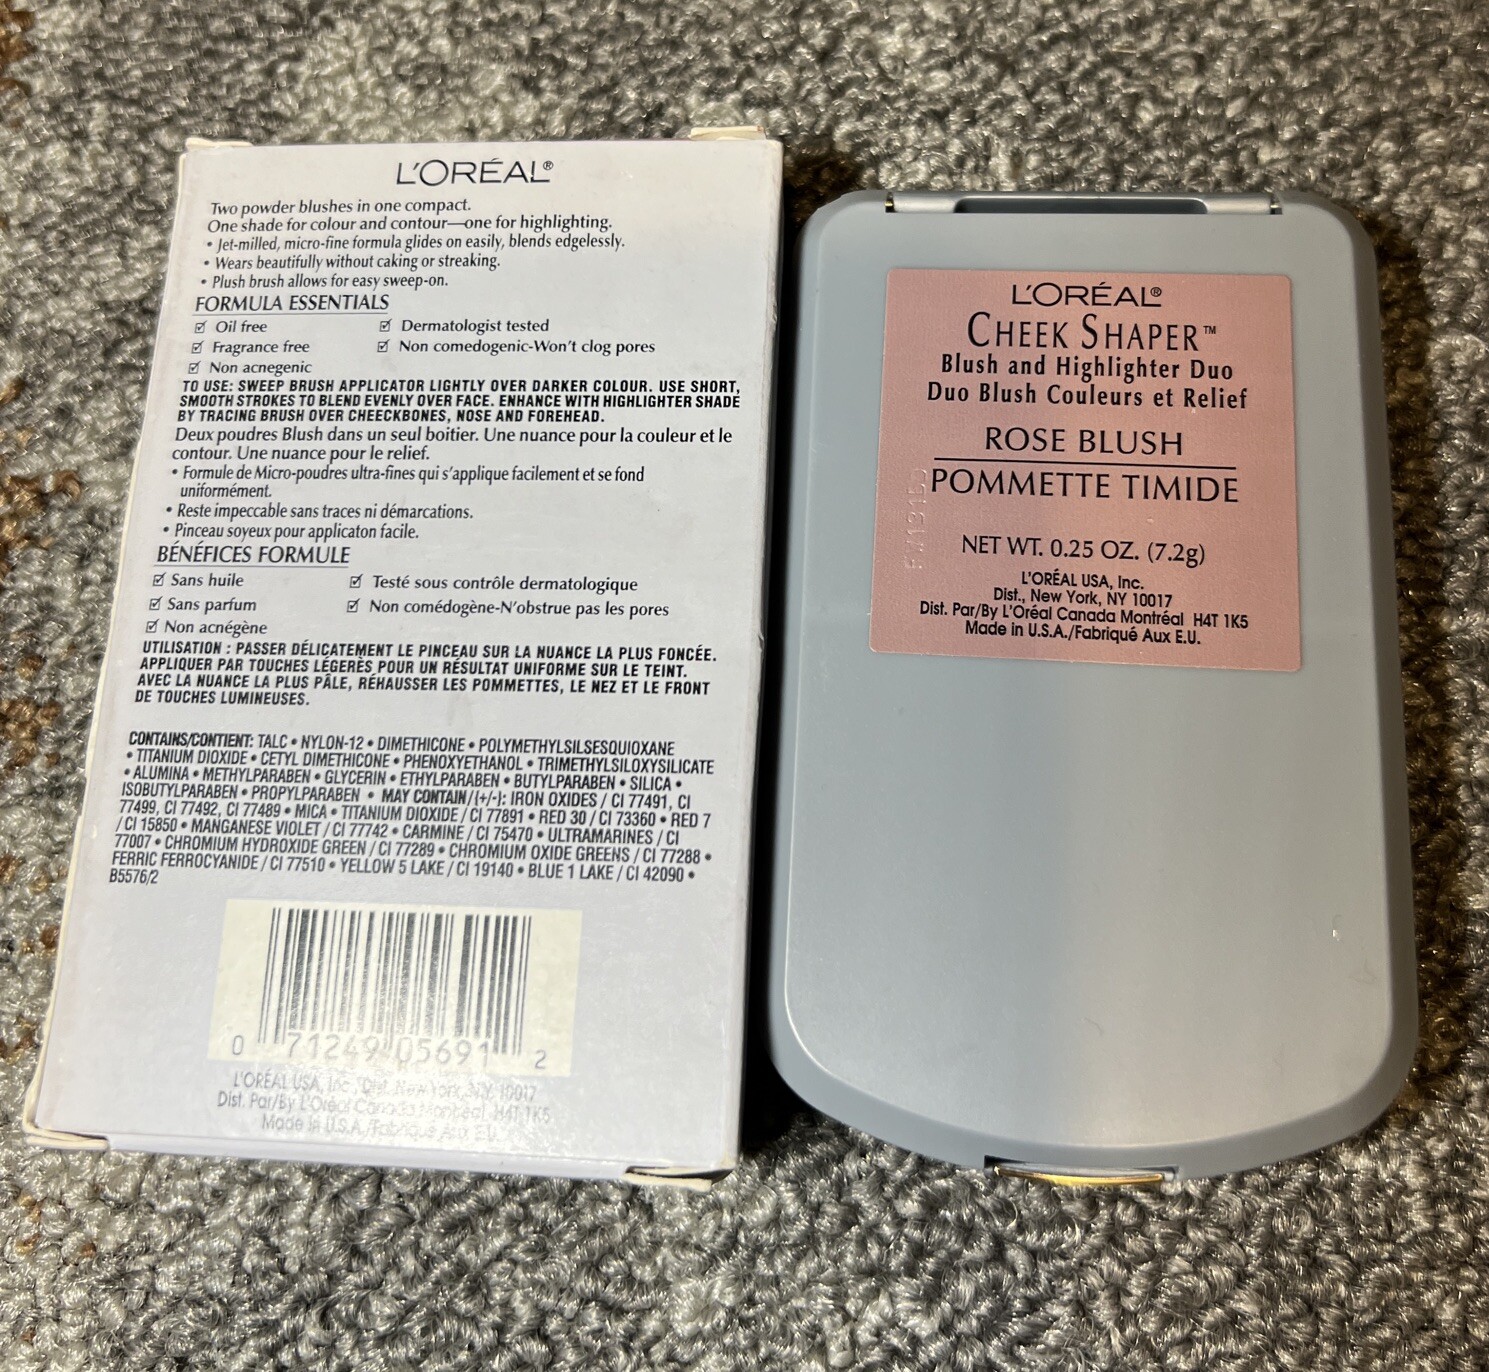 L'ORÉAL®
Two powder blushes in one compact.
One shade for colour and contour—one for highlighting.
• Jet-milled, micro-fine formula glides on easily, blends edgelessly.
• Wears beautifully without caking or streaking.
• Plush brush allows for easy sweep-on.
FORMULA ESSENTIALS
☑ Oil free ☑ Dermatologist tested
☑ Fragrance free ☑ Non comedogenic-Won't clog pores
☑ Non acnegenic
TO USE: SWEEP BRUSH APPLICATOR LIGHTLY OVER DARKER COLOUR. USE SHORT,
SMOOTH STROKES TO BLEND EVENLY OVER FACE. ENHANCE WITH HIGHLIGHTER SHADE
BY TRACING BRUSH OVER CHEEKBONES, NOSE AND FOREHEAD.
Deux poudres Blush dans un seul boitier. Une nuance pour la couleur et le
contour. Une nuance pour le relief.
• Formule de Micro-poudres ultra-fines qui s'applique facilement et se fond
uniformément.
• Reste impeccable sans traces ni démarcations.
• Pinceau soyeux pour applicaton facile.
BÉNÉFICES FORMULE
☑ Sans huile ☑ Testé sous contrôle dermatologique
☑ Sans parfum ☑ Non comédogène-N'obstrue pas les pores
☑ Non acnégène
UTILISATION : PASSER DÉLICATEMENT LE PINCEAU SUR LA NUANCE LA PLUS FONCÉE.
APPLIQUER PAR TOUCHES LÉGERÈS POUR UN RÉSULTAT UNIFORME SUR LE TEINT.
AVEC LA NUANCE LA PLUS PÂLE, RÉHAUSSER LES POMMETTES, LE NEZ ET LE FRONT
DE TOUCHES LUMINEUSES.
CONTAINS/CONTIENT: TALC • NYLON-12 • DIMETHICONE • POLYMETHYLSILSESQUIOXANE
• TITANIUM DIOXIDE • CETYL DIMETHICONE • PHENOXYETHANOL • TRIMETHYLSILOXYSILICATE
• ALUMINA • METHYLPARABEN • GLYCERIN • ETHYLPARABEN • BUTYLPARABEN • SILICA •
ISOBUTYLPARABEN • PROPYLPARABEN • MAY CONTAIN/(+/-): IRON OXIDES / CI 77491, CI
77499, CI 77492, CI 77489 • MICA • TITANIUM DIOXIDE / CI 77891 • RED 30 / CI 73360 • RED 7
/ CI 15850 • MANGANESE VIOLET / CI 77742 • CARMINE / CI 75470 • ULTRAMARINES / CI
77007 • CHROMIUM HYDROXIDE GREEN / CI 77289 • CHROMIUM OXIDE GREENS / CI 77288 •
FERRIC FERROCYANIDE / CI 77510 • YELLOW 5 LAKE / CI 19140 • BLUE 1 LAKE / CI 42090 •
B5576/2
0 71249 05691 2
L'ORÉAL USA, Inc. Dist. New York, N.Y. 10017
Dist. Par/By L'Oréal Canada Montréal H4T 1K5
Made in U.S.A./Fabriqué Aux E.U.
L'ORÉAL®
CHEEK SHAPER™
Blush and Highlighter Duo
Duo Blush Couleurs et Relief
ROSE BLUSH
POMMETTE TIMIDE
NET WT. 0.25 OZ. (7.2g)
L'ORÉAL USA, Inc.
Dist., New York, NY 10017
Dist. Par/By L'Oréal Canada Montréal H4T 1K5
Made in U.S.A./Fabriqué Aux E.U.